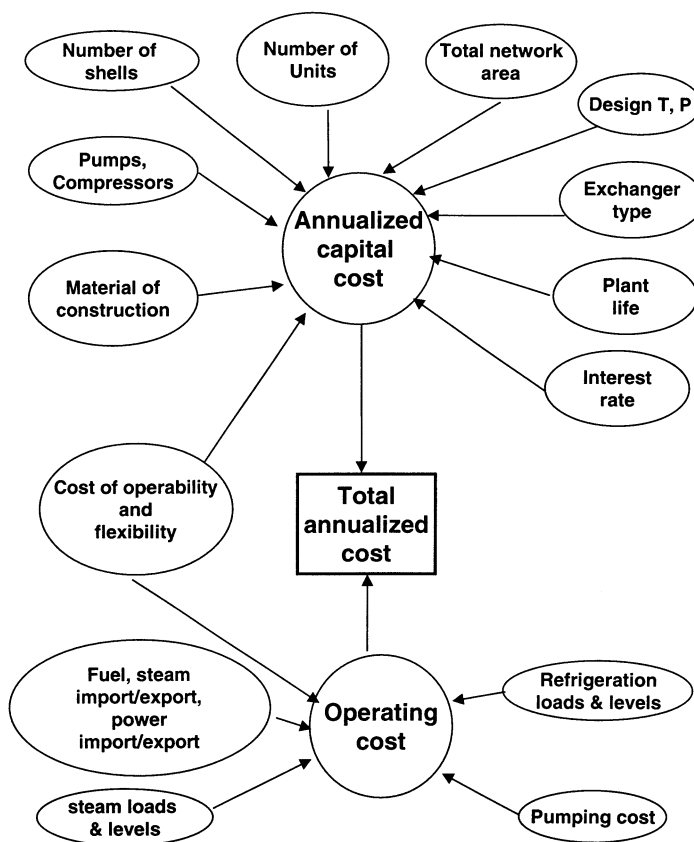 Number of
shells
Number of
Units
Total network
area
Design T, P
Pumps,
Compressors
Exchanger
type
Annualized
capital
cost
Material of
construction
Plant
life
Interest
rate
Cost of operability
and
flexibility
Total
annualized
cost
Fuel, steam
import/export,
power
import/export
Operating
cost
Refrigeration
loads & levels
steam loads
& levels
Pumping cost